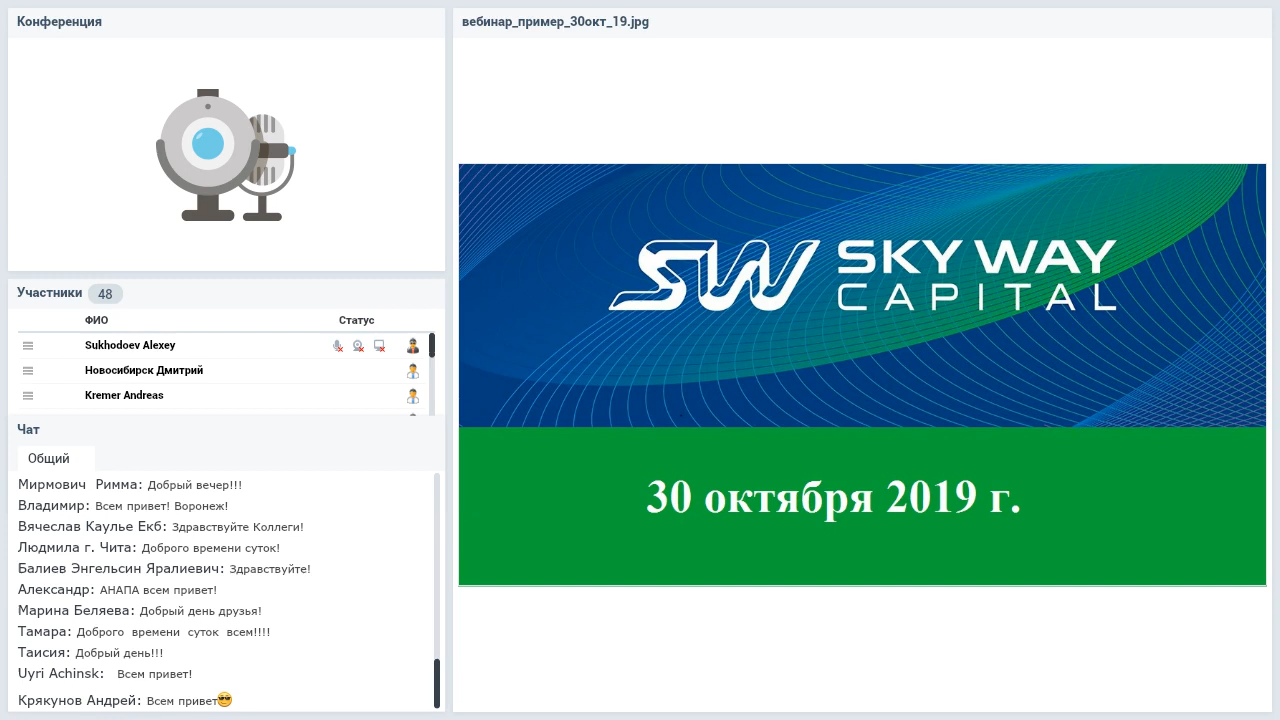 Конференция
Участники 48
ФИО Статус
Sukhodoev Alexey
Новосибирск Дмитрий
Kremer Andreas
Чат
Общий
Мирмович Римма: Добрый вечер!!!
Владимир: Всем привет! Воронеж!
Вячеслав Каулье Екб: Здравствуйте Коллеги!
Людмила г. Чита: Доброго времени суток!
Балиев Энгельсин Яралиевич: Здравствуйте!
Александр: АНАПА всем привет!
Марина Беляева: Добрый день друзья!
Тамара: Доброго времени суток всем!!!!
Таисия: Добрый день!!!
Uyri Achinsk: Всем привет!
Крякунов Андрей: Всем привет😎
вебинар_пример_30окт_19.jpg
SW SKY WAY
CAPITAL
30 октября 2019 г.